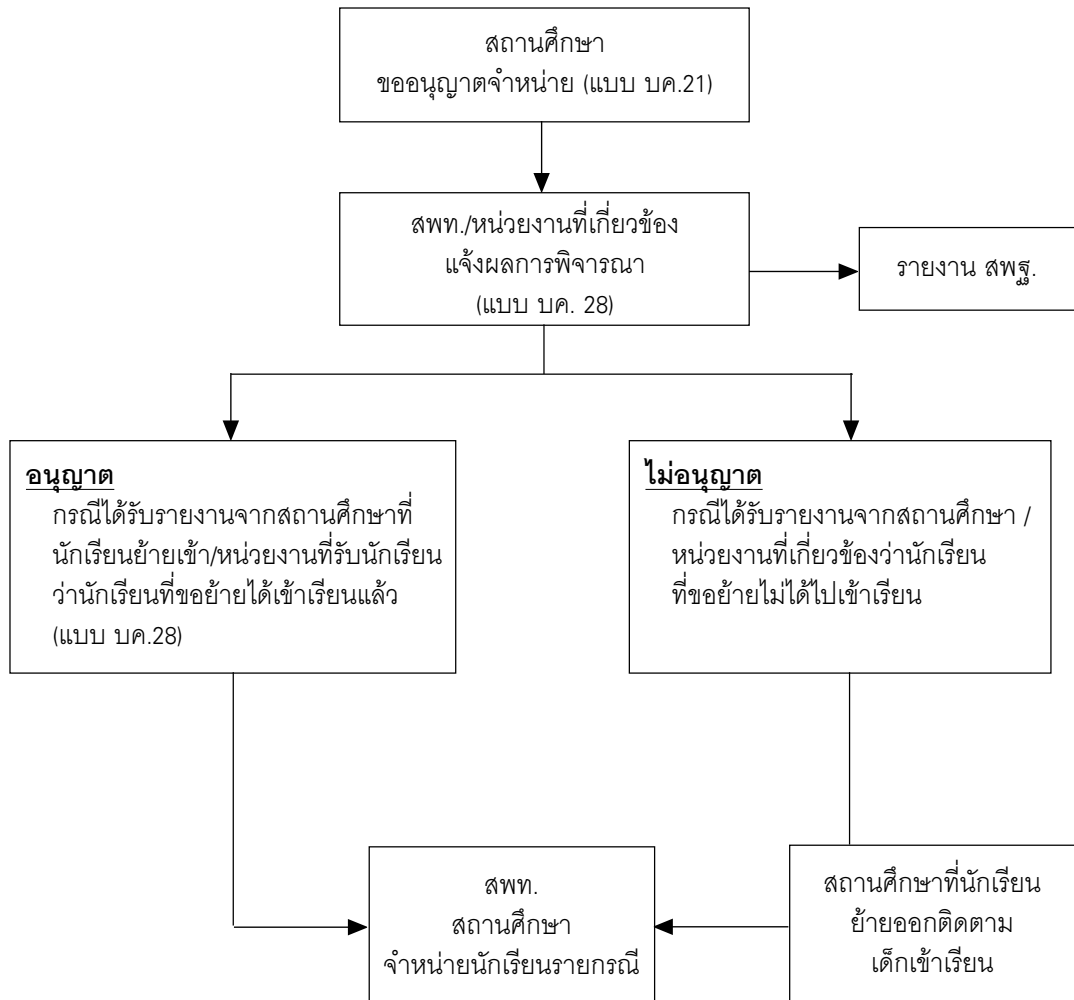 สถานศึกษา
ขออนุญาตจำหน่าย (แบบ บค.21)
สพท./หน่วยงานที่เกี่ยวข้อง
แจ้งผลการพิจารณา
(แบบ บค. 28)
รายงาน สพฐ.
อนุญาต
กรณีได้รับรายงานจากสถานศึกษาที่
นักเรียนย้ายเข้า/หน่วยงานที่รับนักเรียน
ว่านักเรียนที่ขอย้ายได้เข้าเรียนแล้ว
(แบบ บค.28)
ไม่อนุญาต
กรณีได้รับรายงานจากสถานศึกษา /
หน่วยงานที่เกี่ยวข้องว่านักเรียน
ที่ขอย้ายไม่ได้ไปเข้าเรียน
สพท.
สถานศึกษา
จำหน่ายนักเรียนรายกรณี
สถานศึกษาที่นักเรียน
ย้ายออกติดตาม
เด็กเข้าเรียน